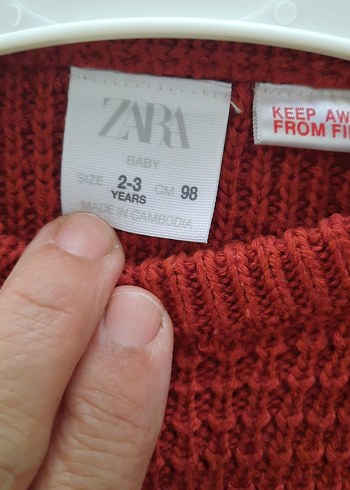 ZARA
BABY
SIZE 2-3 YEARS CM 98
MADE IN CAMBODIA
KEEP AW
FROM FI